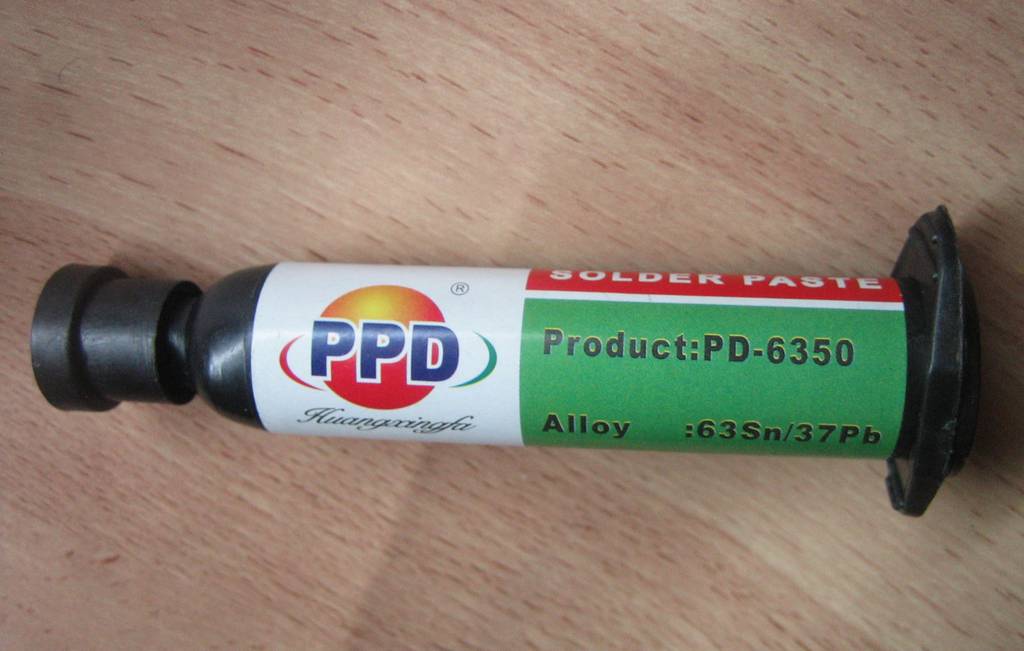 PPD®
Huangxingfa
SOLDER PASTE
Product:PD-6350
Alloy :63Sn/37Pb